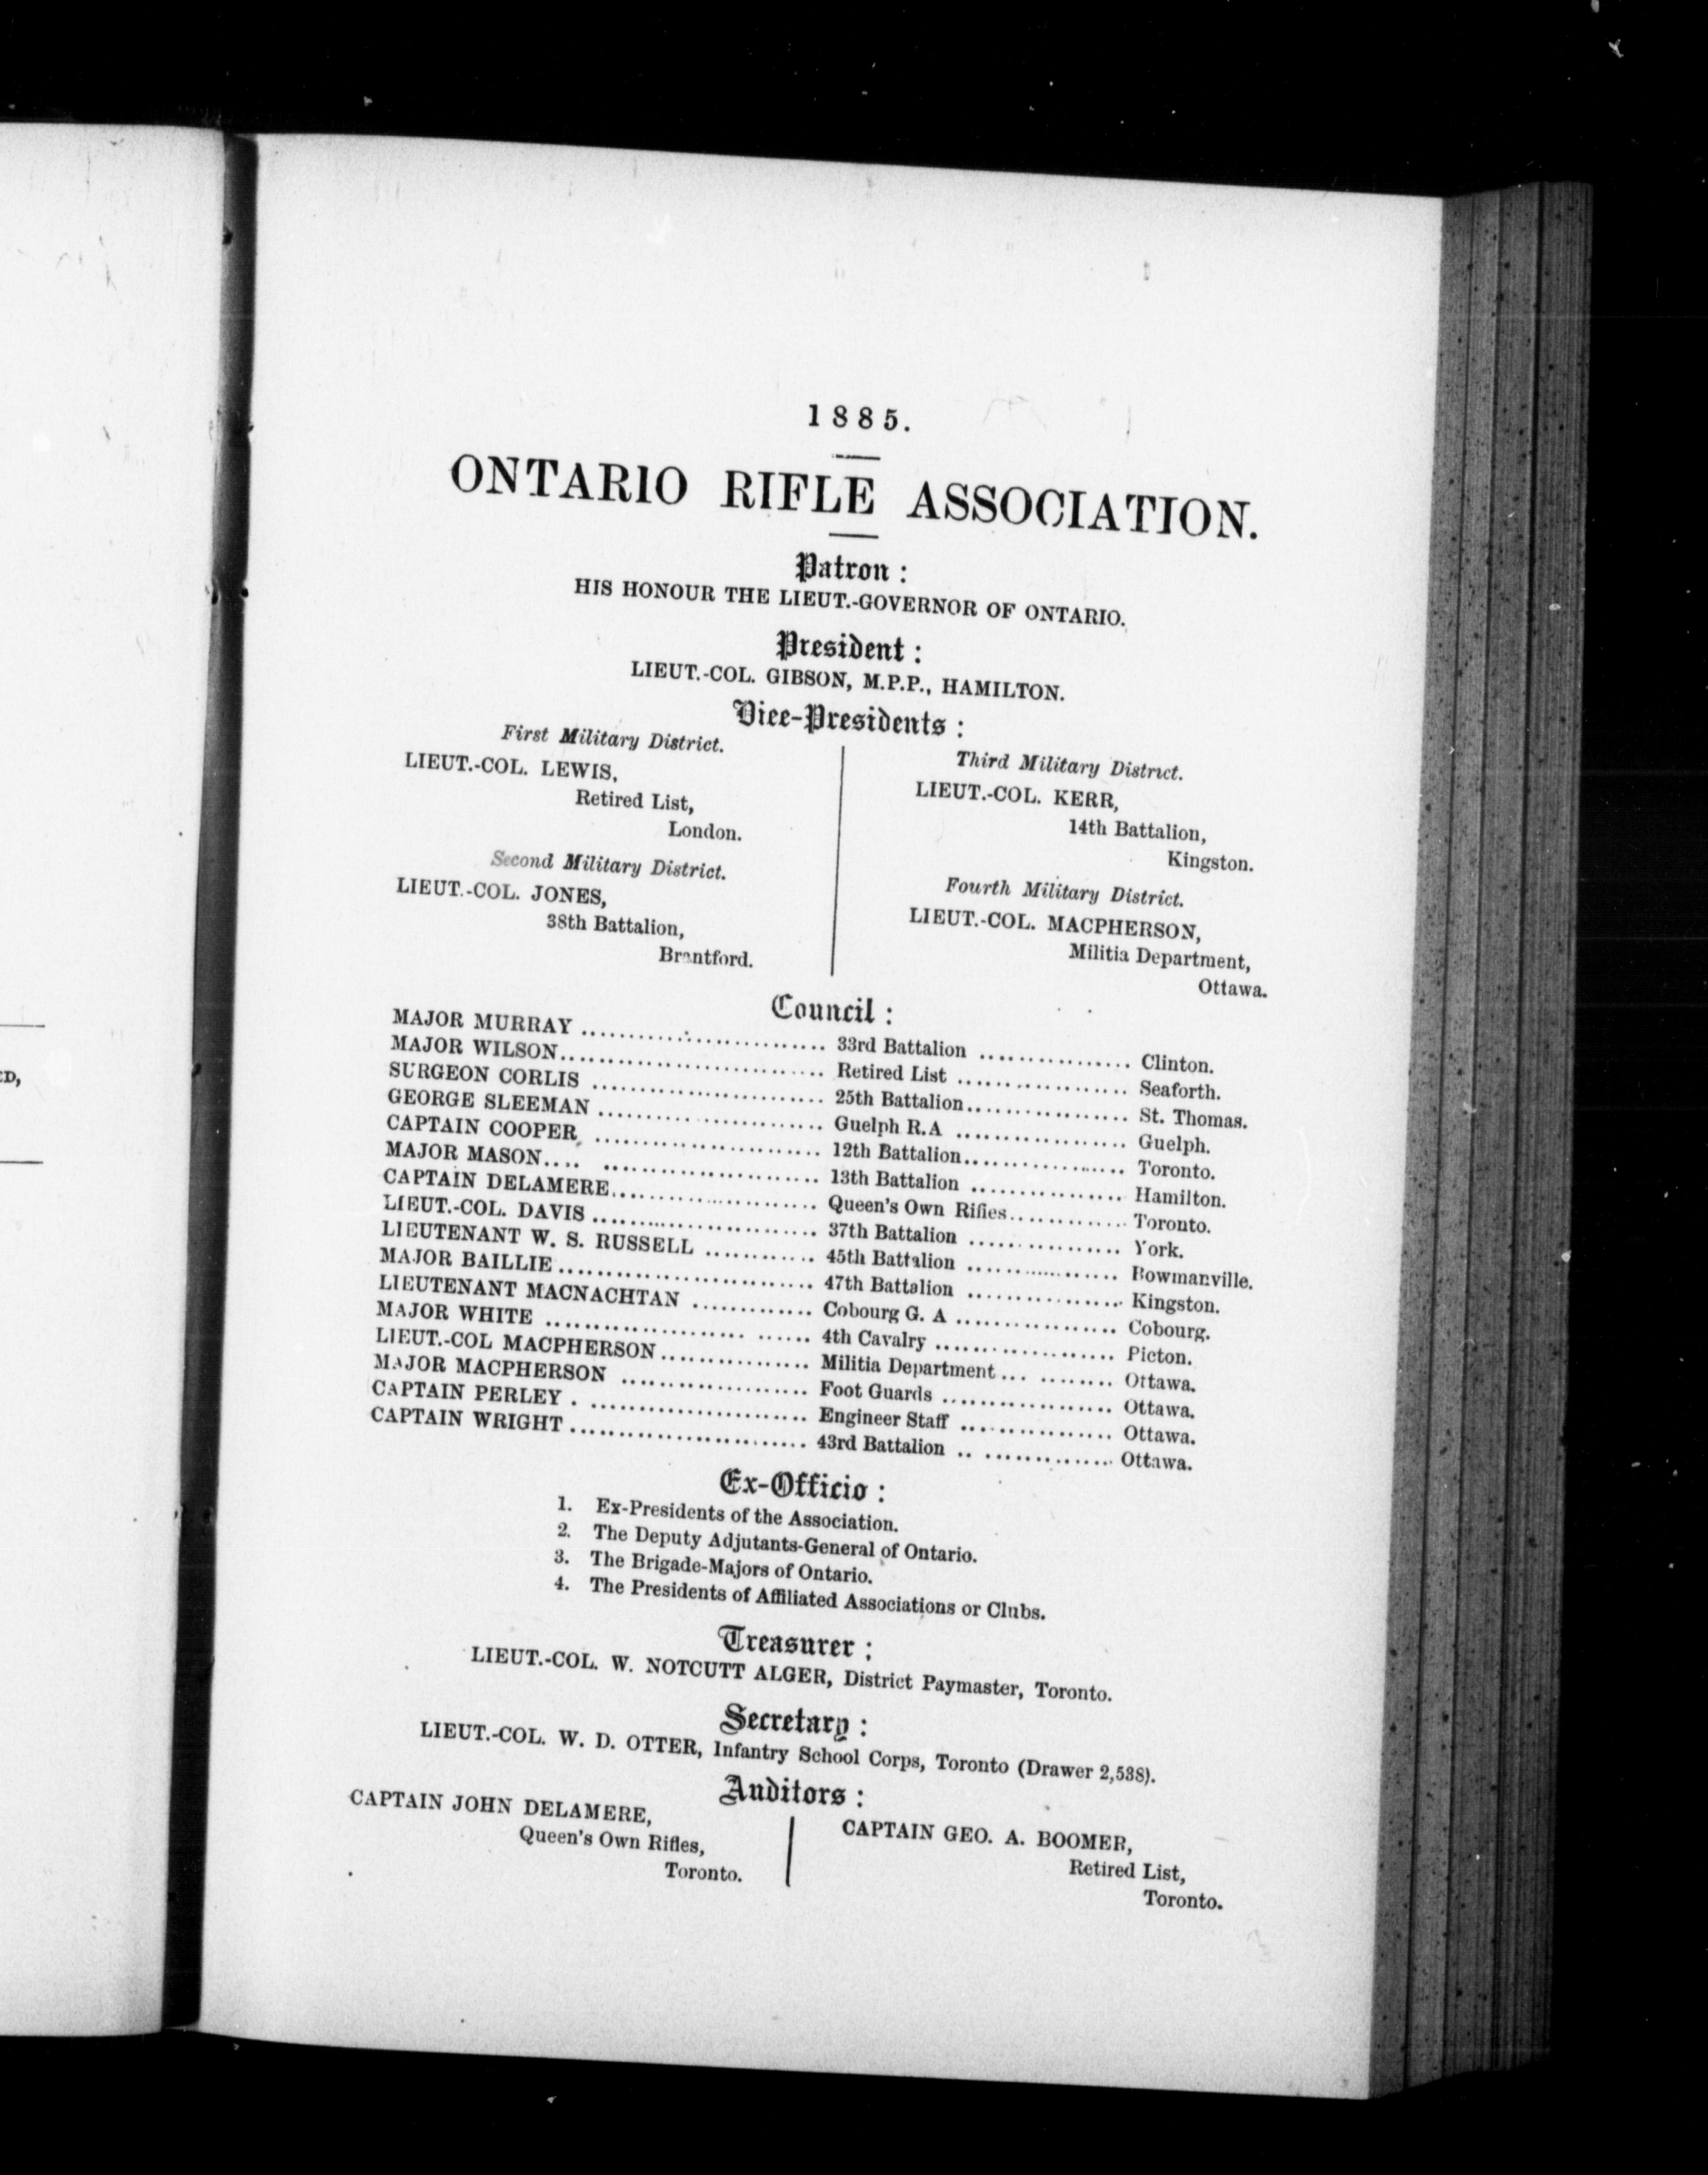 1885.
ONTARIO RIFLE ASSOCIATION.
Patron :
HIS HONOUR THE LIEUT.-GOVERNOR OF ONTARIO.
President :
LIEUT.-COL. GIBSON, M.P.P., HAMILTON.
Vice-Presidents :
First Military District.
LIEUT.-COL. LEWIS,
Retired List,
London.
Second Military District.
LIEUT.-COL. JONES,
38th Battalion,
Brantford.
Third Military District.
LIEUT.-COL. KERR,
14th Battalion,
Kingston.
Fourth Military District.
LIEUT.-COL. MACPHERSON,
Militia Department,
Ottawa.
Council :
MAJOR MURRAY .......................... 33rd Battalion ................ Clinton.
MAJOR WILSON........................... Retired List .................. Seaforth.
SURGEON CORLIS ........................ 25th Battalion................. St. Thomas.
GEORGE SLEEMAN ....................... Guelph R.A .................. Guelph.
CAPTAIN COOPER ....................... 12th Battalion................. Toronto.
MAJOR MASON.... ...................... 13th Battalion ................ Hamilton.
CAPTAIN DELAMERE..................... Queen's Own Rifles............ Toronto.
LIEUT.-COL. DAVIS ....................... 37th Battalion ................ York.
LIEUTENANT W. S. RUSSELL ............ 45th Battalion ................ Bowmanville.
MAJOR BAILLIE .......................... 47th Battalion ................ Kingston.
LIEUTENANT MACNACHTAN ............ Cobourg G. A ................. Cobourg.
MAJOR WHITE ..................... ...... 4th Cavalry ................... Picton.
LIEUT.-COL MACPHERSON ................ Militia Department ... ........ Ottawa.
MAJOR MACPHERSON ................... Foot Guards .................. Ottawa.
CAPTAIN PERLEY . ...................... Engineer Staff ................ Ottawa.
CAPTAIN WRIGHT ........................ 43rd Battalion .. ............. Ottawa.
Ex-Officio :
1. Ex-Presidents of the Association.
2. The Deputy Adjutants-General of Ontario.
3. The Brigade-Majors of Ontario.
4. The Presidents of Affiliated Associations or Clubs.
Treasurer :
LIEUT.-COL. W. NOTCUTT ALGER, District Paymaster, Toronto.
Secretary :
LIEUT.-COL. W. D. OTTER, Infantry School Corps, Toronto (Drawer 2,538).
Auditors :
CAPTAIN JOHN DELAMERE,
Queen's Own Rifles,
Toronto.
CAPTAIN GEO. A. BOOMER,
Retired List,
Toronto.